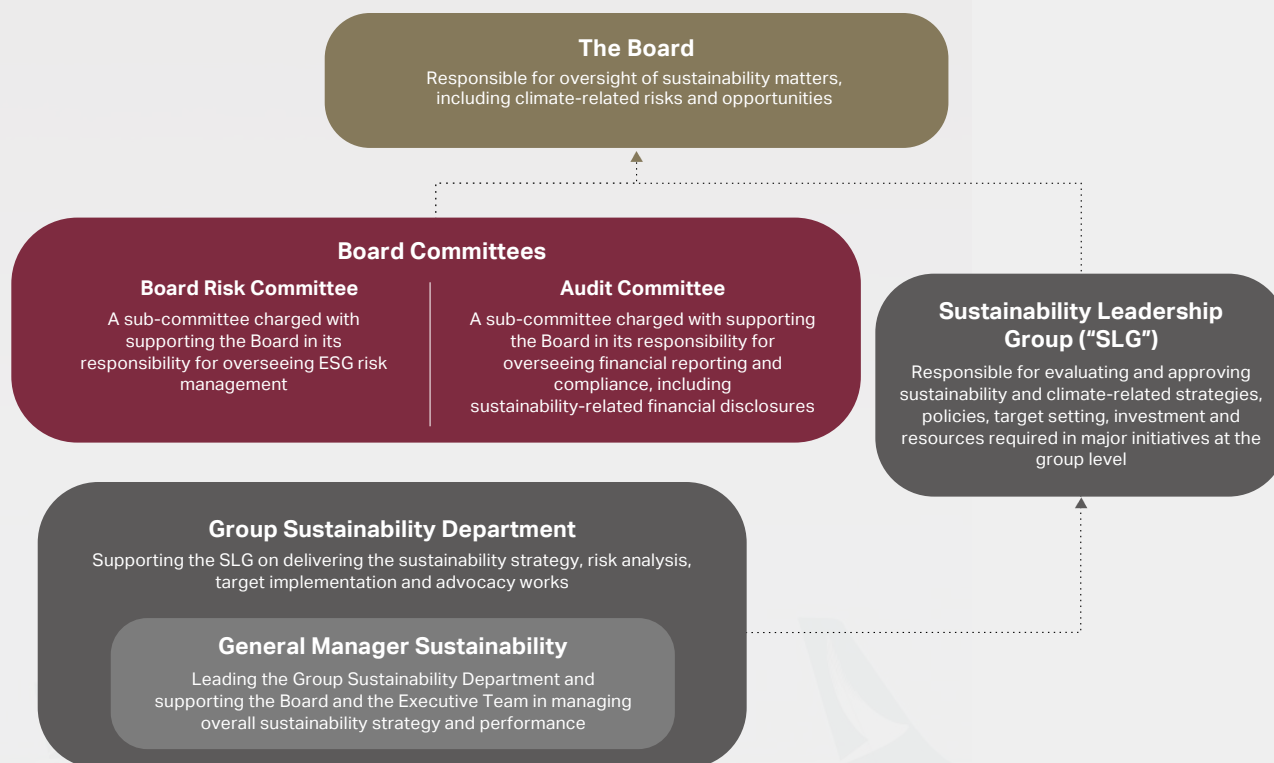 The Board
Responsible for oversight of sustainability matters,
including climate-related risks and opportunities
Board Committees
Board Risk Committee
A sub-committee charged with
supporting the Board in its
responsibility for overseeing ESG risk
management
Audit Committee
A sub-committee charged with supporting
the Board in its responsibility for
overseeing financial reporting and
compliance, including
sustainability-related financial disclosures
Sustainability Leadership
Group (“SLG”)
Responsible for evaluating and approving
sustainability and climate-related strategies,
policies, target setting, investment and
resources required in major initiatives at the
group level
Group Sustainability Department
Supporting the SLG on delivering the sustainability strategy, risk analysis,
target implementation and advocacy works
General Manager Sustainability
Leading the Group Sustainability Department and
supporting the Board and the Executive Team in managing
overall sustainability strategy and performance